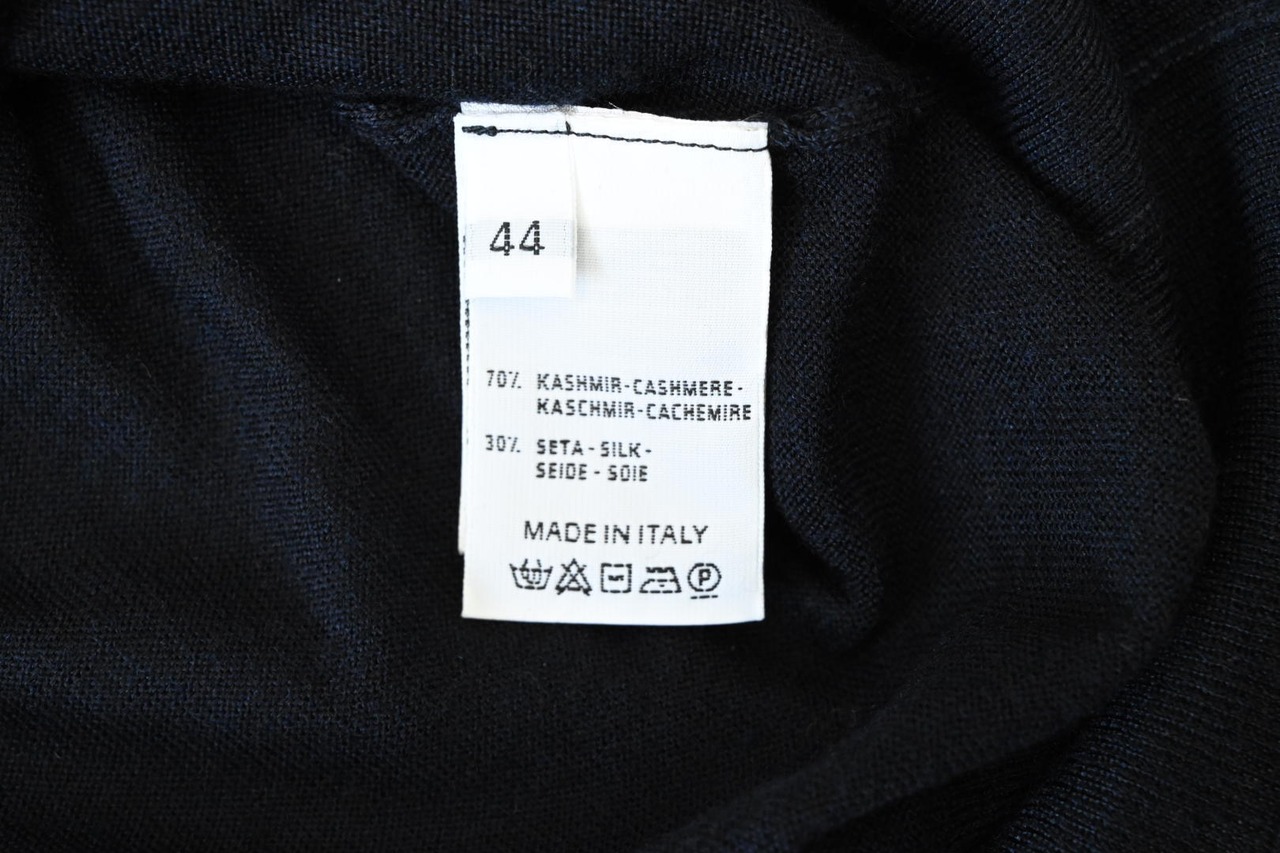 44
70% KASHMIR-CASHMERE-
KASCHMIR-CACHEMIRE
30% SETA-SILK-
SEIDE-SOIE
MADE IN ITALY
P